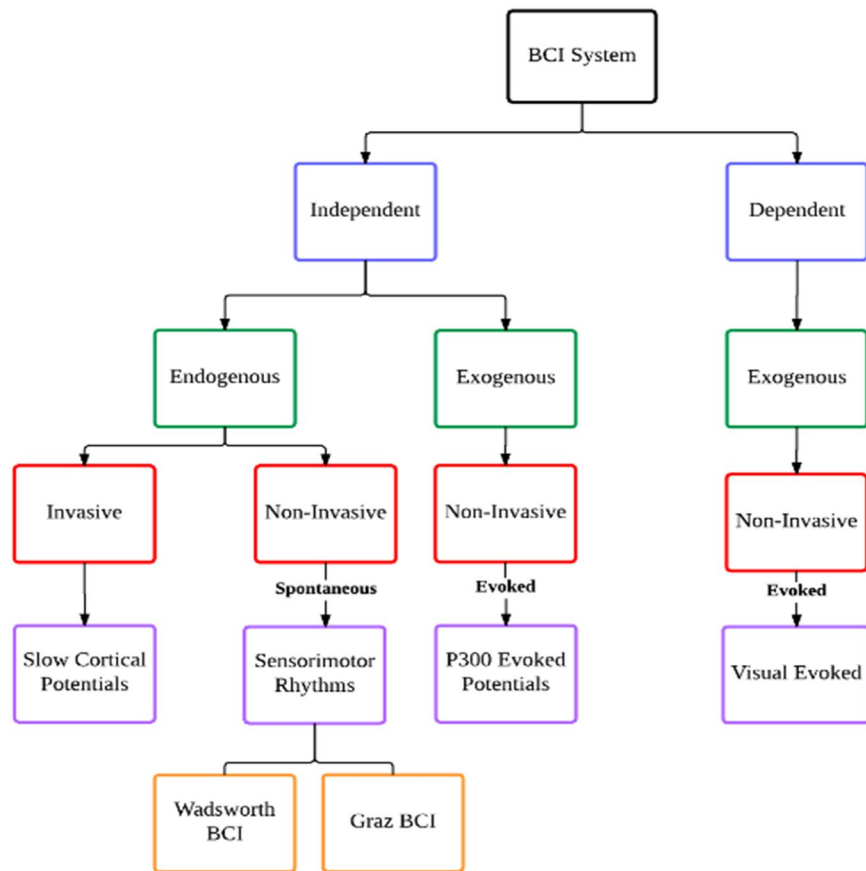 BCI System
Independent
Dependent
Endogenous
Exogenous
Exogenous
Invasive
Non-Invasive
Non-Invasive
Non-Invasive
Spontaneous
Evoked
Evoked
Slow Cortical
Potentials
Sensorimotor
Rhythms
P300 Evoked
Potentials
Visual Evoked
Wadsworth
BCI
Graz BCI